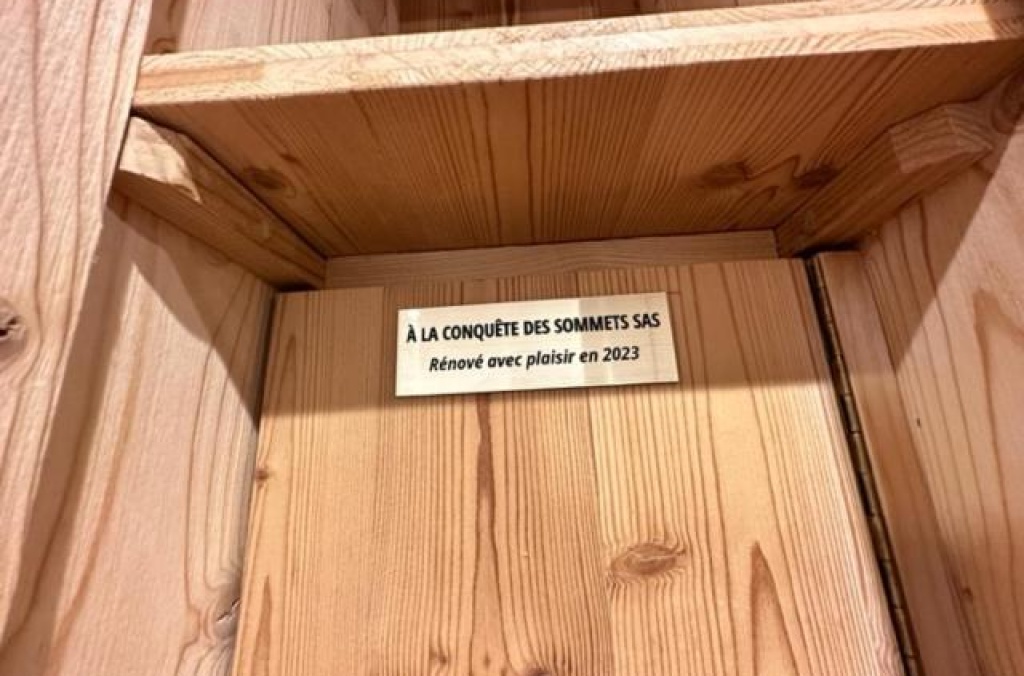 À LA CONQUÊTE DES SOMMETS SAS
Rénové avec plaisir en 2023